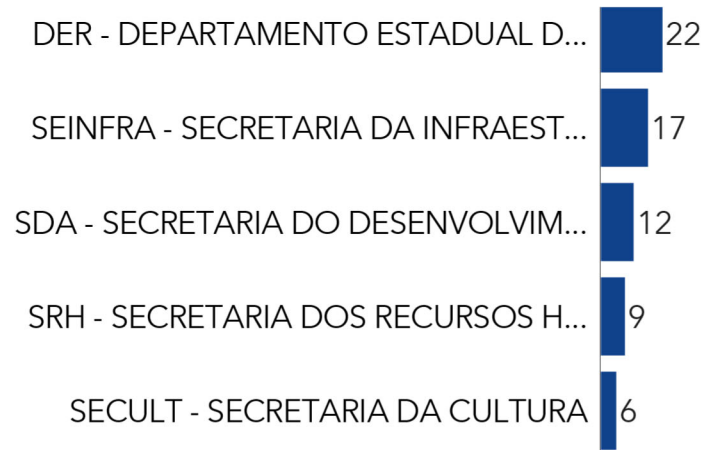 DER - DEPARTAMENTO ESTADUAL D... 22
SEINFRA - SECRETARIA DA INFRAEST... 17
SDA - SECRETARIA DO DESENVOLVIM... 12
SRH - SECRETARIA DOS RECURSOS H... 9
SECULT - SECRETARIA DA CULTURA 6